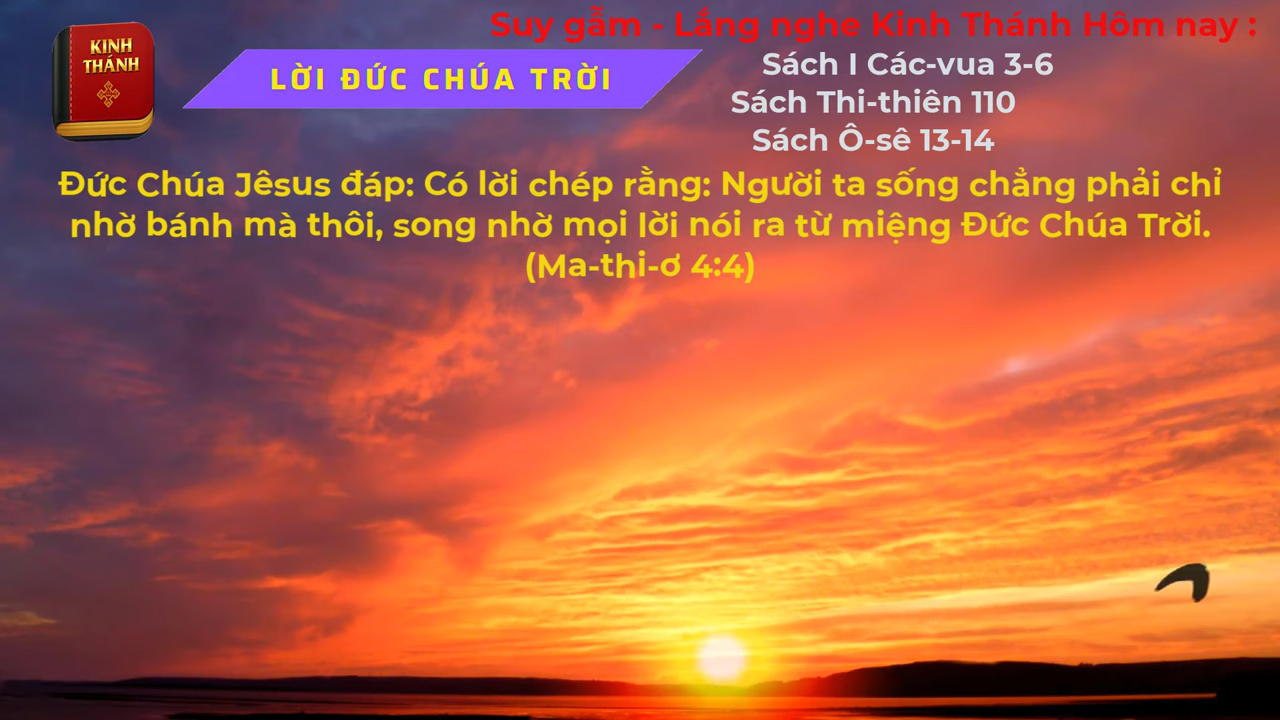 Suy gẫm - Lắng nghe Kinh Thánh Hôm nay :
KINH
THÁNH
LỜI ĐỨC CHÚA TRỜI
Sách I Các-vua 3-6
Sách Thi-thiên 110
Sách Ô-sê 13-14
Đức Chúa Jêsus đáp: Có lời chép rằng: Người ta sống chẳng phải chỉ
nhờ bánh mà thôi, song nhờ mọi lời nói ra từ miệng Đức Chúa Trời.
(Ma-thi-ơ 4:4)